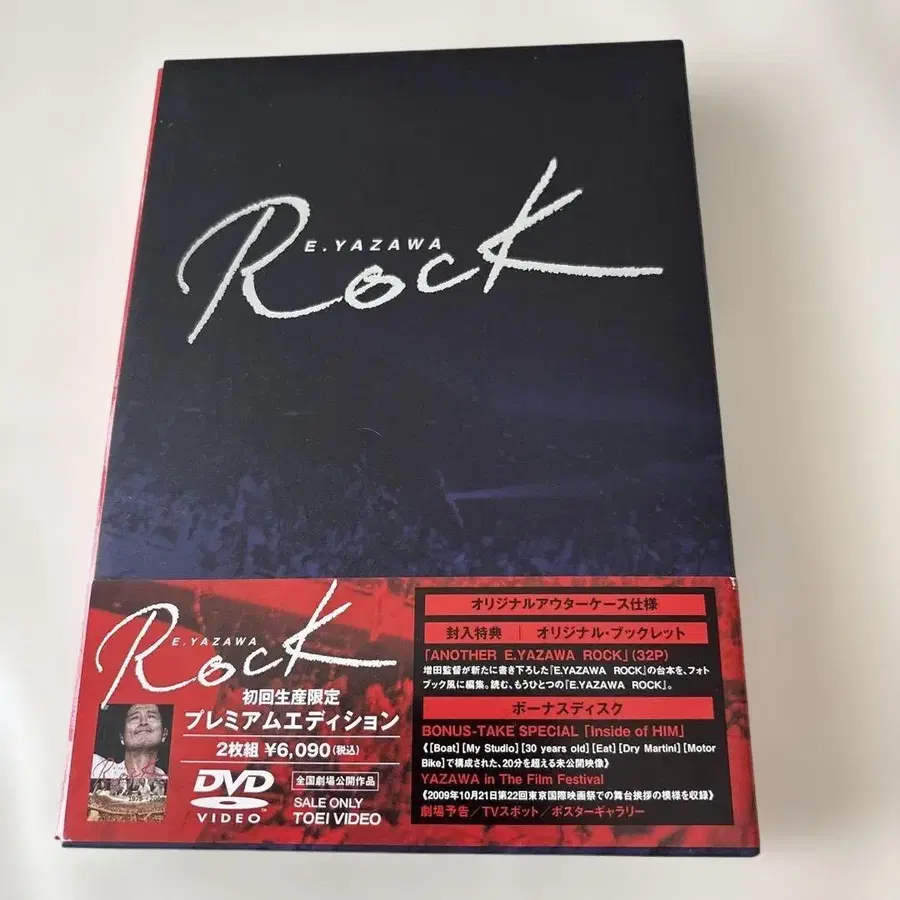 E.YAZAWA
ROCK
E.YAZAWA
ROCK
初回生産限定
プレミアムエディション
2枚組 ¥6,090(税込)
DVD
VIDEO
全国劇場公開作品
SALE ONLY
TOEI VIDEO
オリジナルアウターケース仕様
封入特典 | オリジナル・ブックレット
「ANOTHER E.YAZAWA ROCK」(32P)
増田監督が新たに書き下ろした「E.YAZAWA ROCK」の台本を、フォト
ブック風に編集。読む、もうひとつの「E.YAZAWA ROCK」。
ボーナスディスク
BONUS-TAKE SPECIAL 「Inside of HIM」
《[Boat] [My Studio] [30 years old] [Eat] [Dry Martini] [Motor
Bike]で構成された、20分を超える未公開映像》
YAZAWA in The Film Festival
《2009年10月21日第22回東京国際映画祭での舞台挨拶の模様を収録》
劇場予告/TVスポット/ポスターギャラリー
ROCK